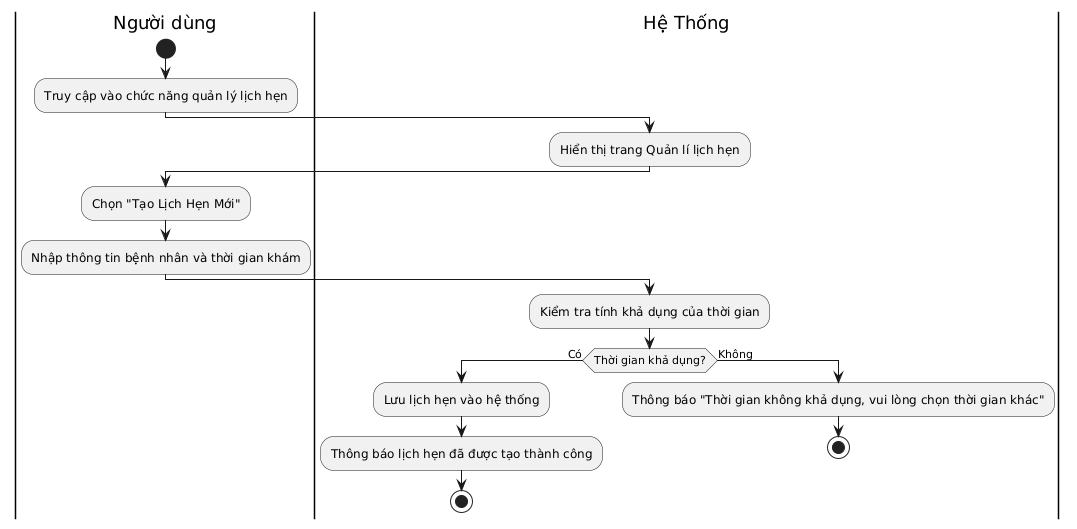 Người dùng
Hệ Thống
Truy cập vào chức năng quản lý lịch hẹn
Hiển thị trang Quản lí lịch hẹn
Chọn "Tạo Lịch Hẹn Mới"
Nhập thông tin bệnh nhân và thời gian khám
Kiểm tra tính khả dụng của thời gian
Có
Thời gian khả dụng?
Không
Lưu lịch hẹn vào hệ thống
Thông báo "Thời gian không khả dụng, vui lòng chọn thời gian khác"
Thông báo lịch hẹn đã được tạo thành công